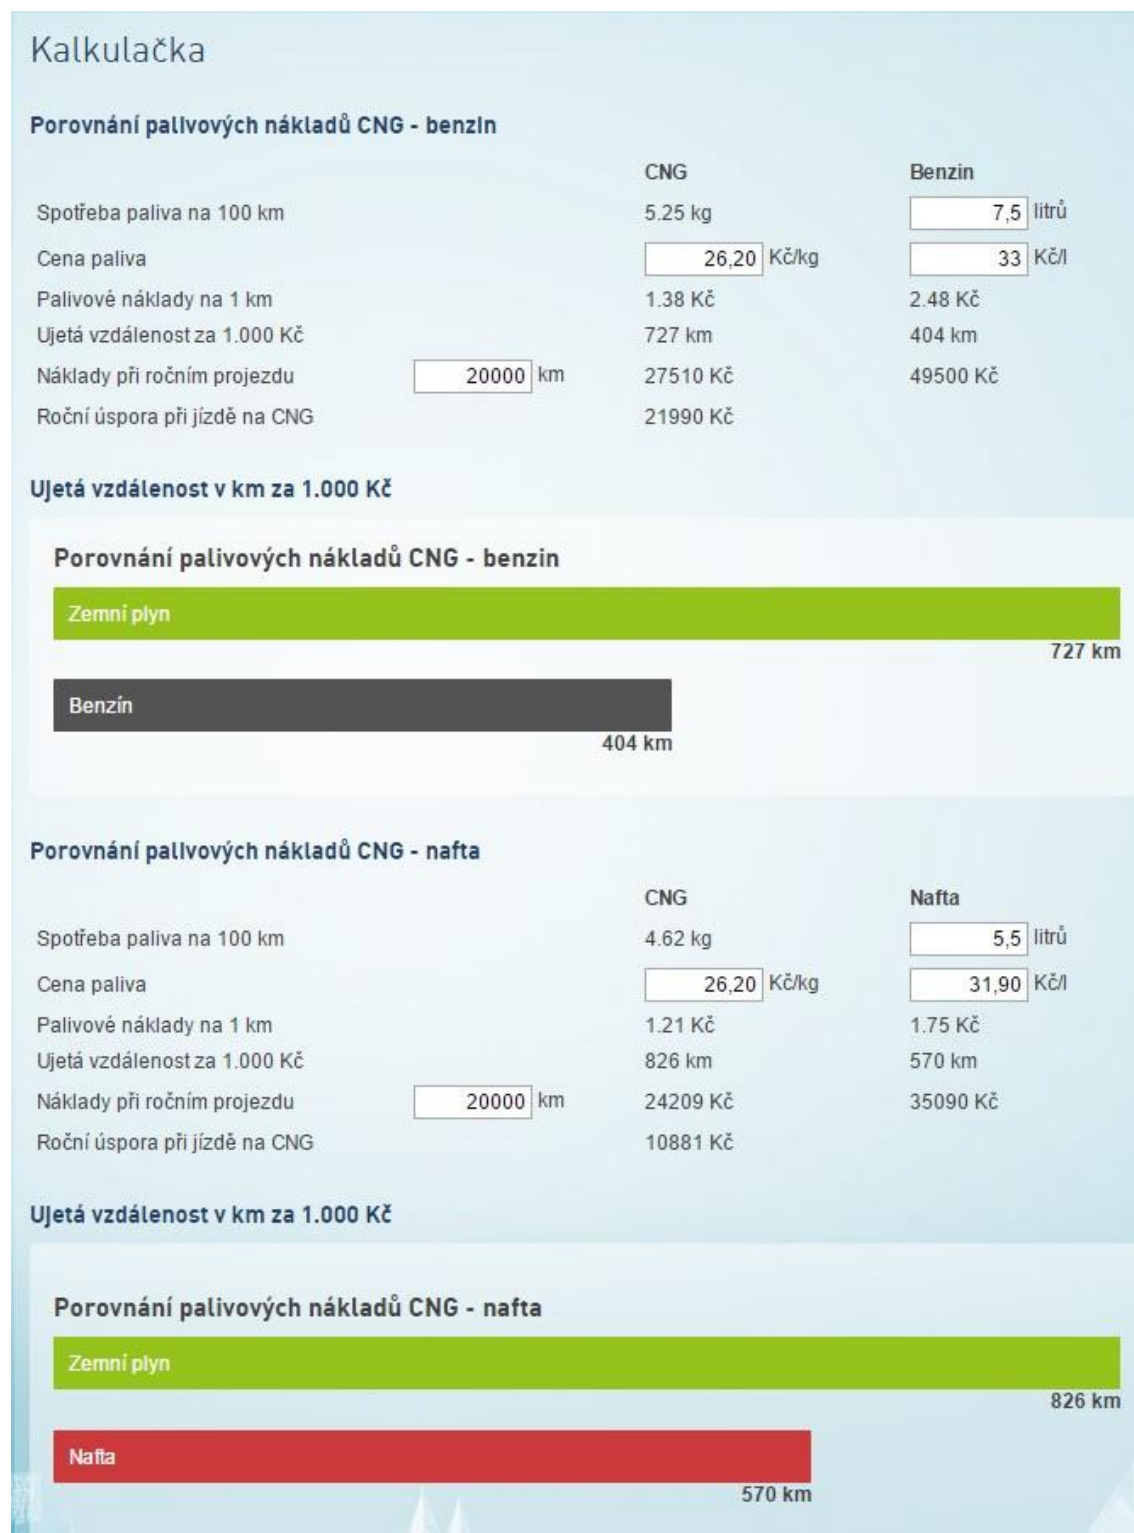 Kalkulačka
Porovnání palivových nákladů CNG - benzin
CNG Benzin
Spotřeba paliva na 100 km 5.25 kg 7,5 litrů
Cena paliva 26,20 Kč/kg 33 Kč/l
Palivové náklady na 1 km 1.38 Kč 2.48 Kč
Ujetá vzdálenost za 1.000 Kč 727 km 404 km
Náklady při ročním projezdu 20000 km 27510 Kč 49500 Kč
Roční úspora při jízdě na CNG 21990 Kč
Ujetá vzdálenost v km za 1.000 Kč
Porovnání palivových nákladů CNG - benzin
Zemní plyn
727 km
Benzín
404 km
Porovnání palivových nákladů CNG - nafta
CNG Nafta
Spotřeba paliva na 100 km 4.62 kg 5,5 litrů
Cena paliva 26,20 Kč/kg 31,90 Kč/l
Palivové náklady na 1 km 1.21 Kč 1.75 Kč
Ujetá vzdálenost za 1.000 Kč 826 km 570 km
Náklady při ročním projezdu 20000 km 24209 Kč 35090 Kč
Roční úspora při jízdě na CNG 10881 Kč
Ujetá vzdálenost v km za 1.000 Kč
Porovnání palivových nákladů CNG - nafta
Zemní plyn
826 km
Nafta
570 km